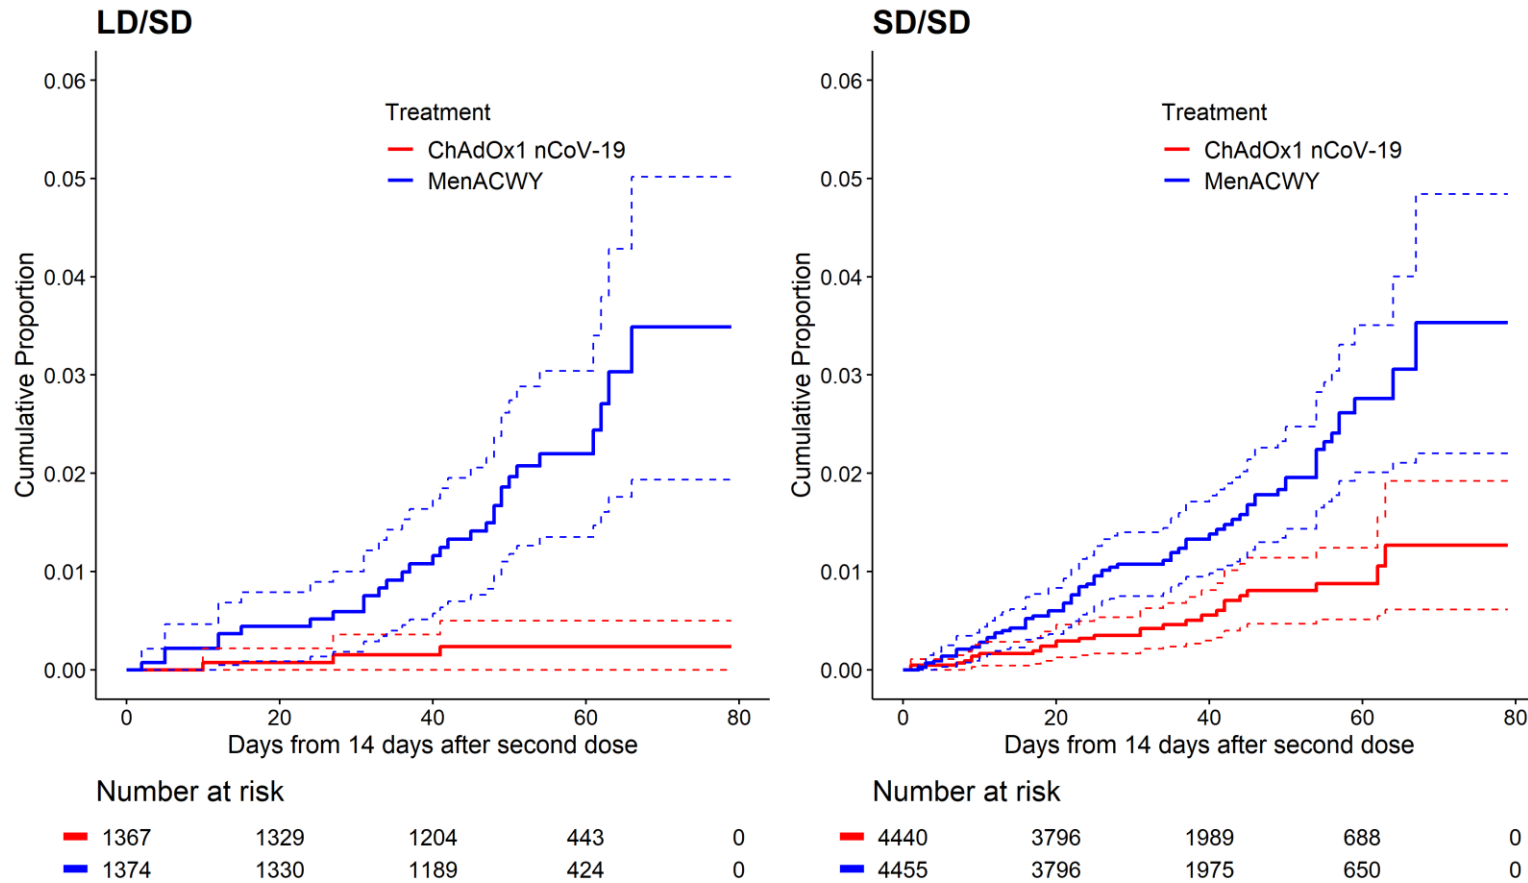 LD/SD
0.06
0.05
0.04
0.03
0.02
0.01
0.00
Cumulative Proportion
Treatment
ChAdOx1 nCoV-19
MenACWY
0 20 40 60 80
Days from 14 days after second dose
Number at risk
1367 1329 1204 443 0
1374 1330 1189 424 0
SD/SD
0.06
0.05
0.04
0.03
0.02
0.01
0.00
Cumulative Proportion
Treatment
ChAdOx1 nCoV-19
MenACWY
0 20 40 60 80
Days from 14 days after second dose
Number at risk
4440 3796 1989 688 0
4455 3796 1975 650 0